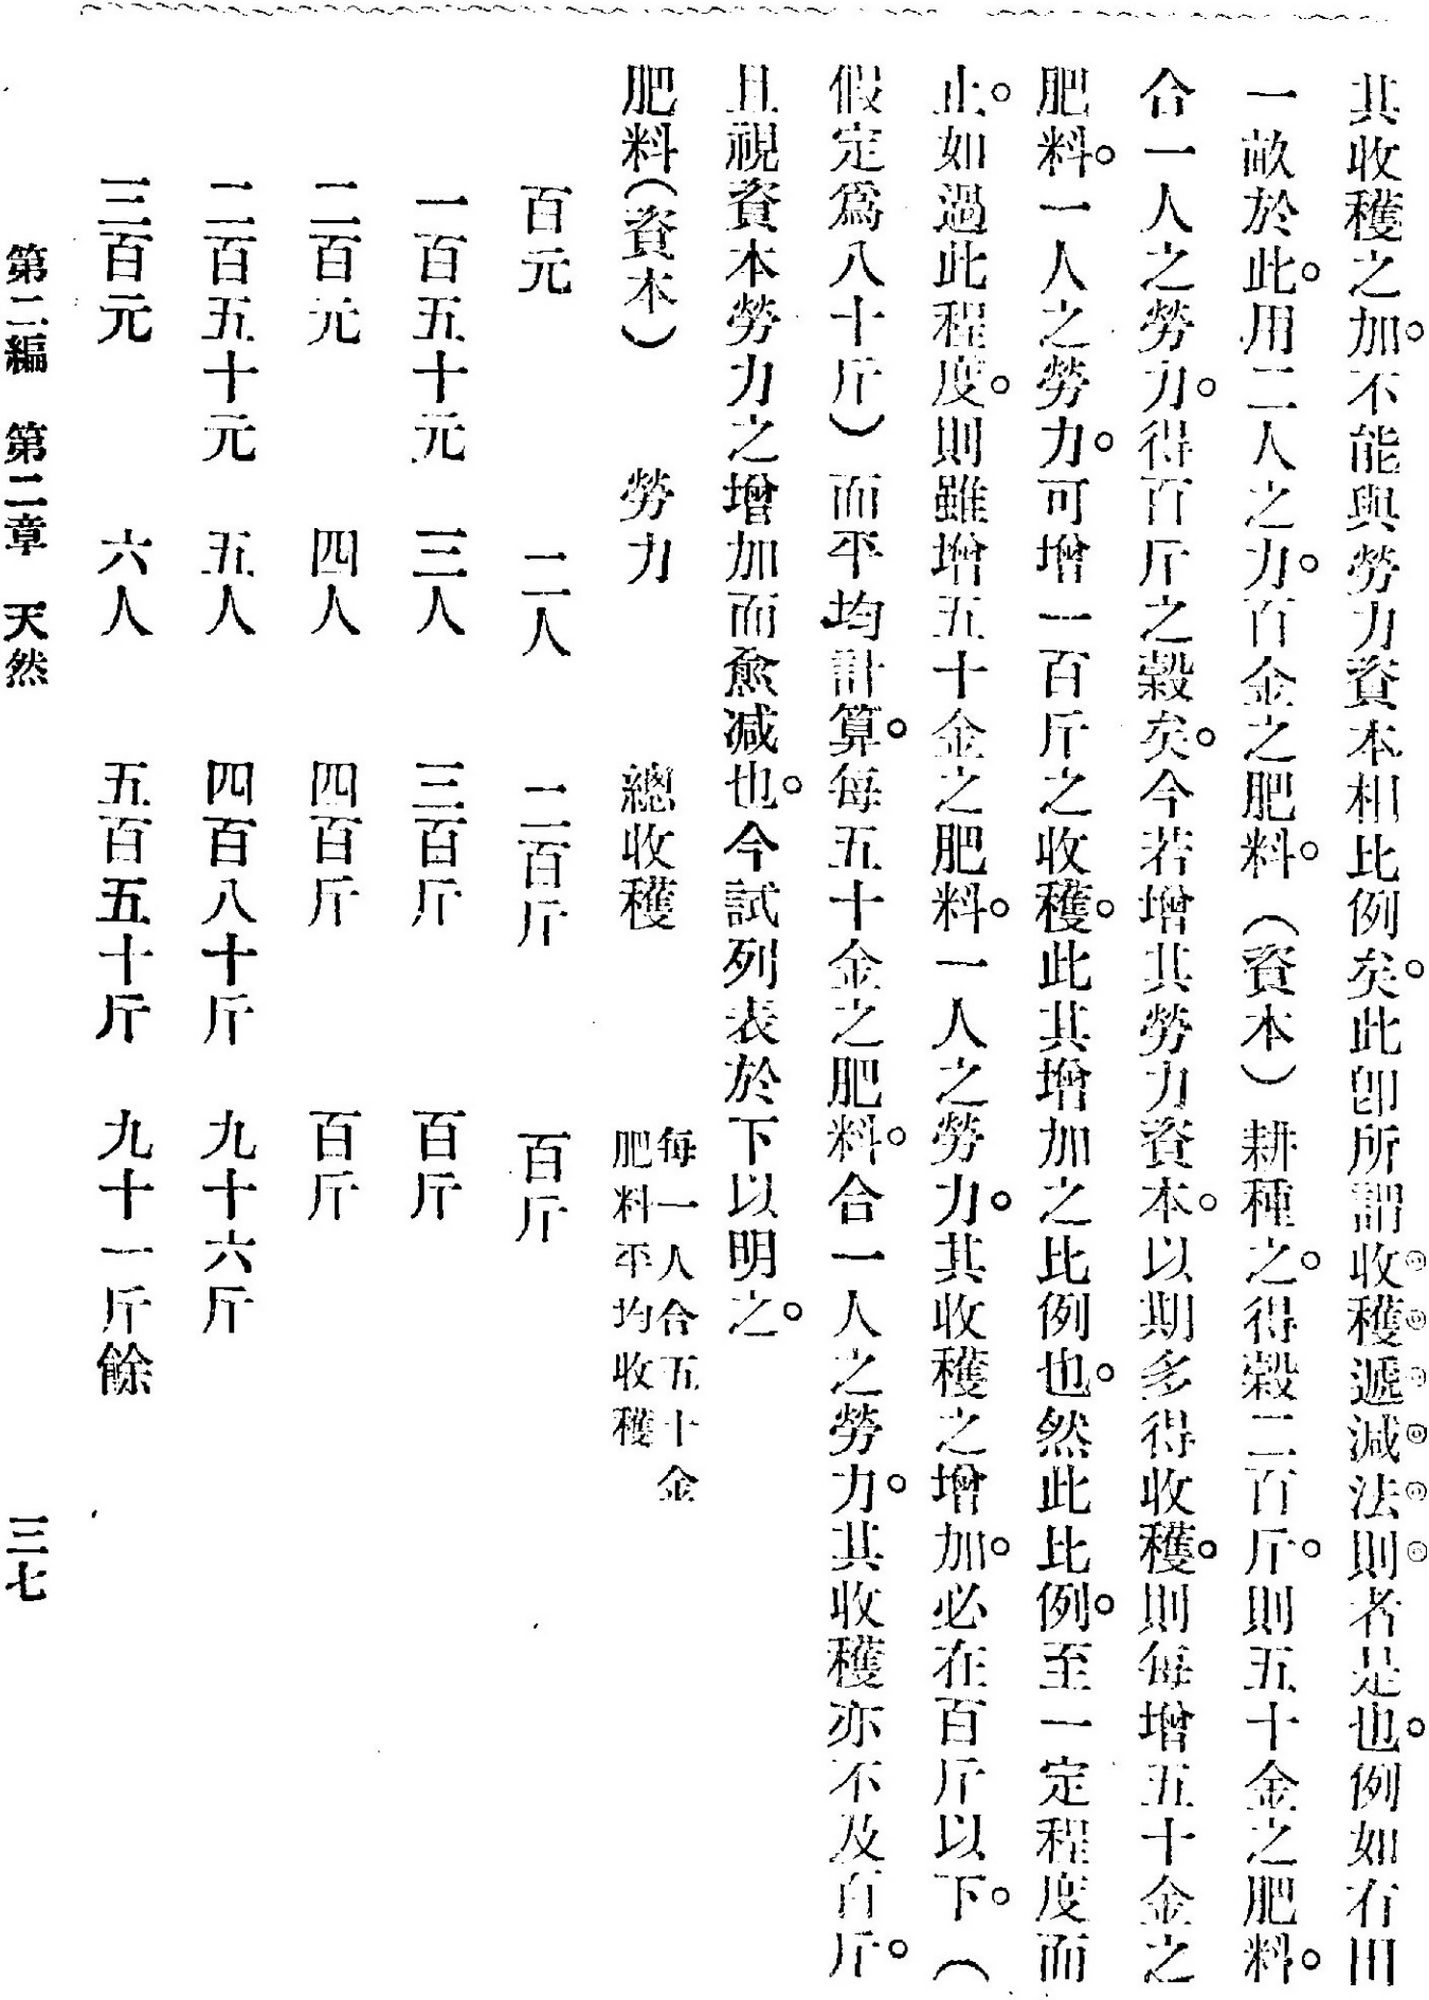 其收穫之加。不能與勞力資本相比例矣。此卽所謂收穫遞減法則者是也。例如有田
一畝於此。用二人之力。百金之肥料。（資本）耕種之。得穀二百斤。則五十金之肥料。
合一人之勞力。得百斤之穀矣。今若增其勞力資本。以期多得收穫。則每增五十金之
肥料。一人之勞力。可增一百斤之收穫。此其增加之比例也。然此比例。至一定程度而
止。如過此程度。則雖增五十金之肥料。一人之勞力。其收穫之增加。必在百斤以下。（
假定爲八十斤）而平均計算。每五十金之肥料。合一人之勞力。其收穫亦不及百斤。
且視資本勞力之增加而愈減也。今試列表於下以明之。
肥料（資本）　勞力　總收穫　每一人合五十金肥料平均收穫
百元　二人　二百斤　百斤
一百五十元　三人　三百斤　百斤
二百元　四人　四百斤　百斤
二百五十元　五人　四百八十斤　九十六斤
三百元　六人　五百五十斤　九十一斤餘
第二編　第二章　天然　三七